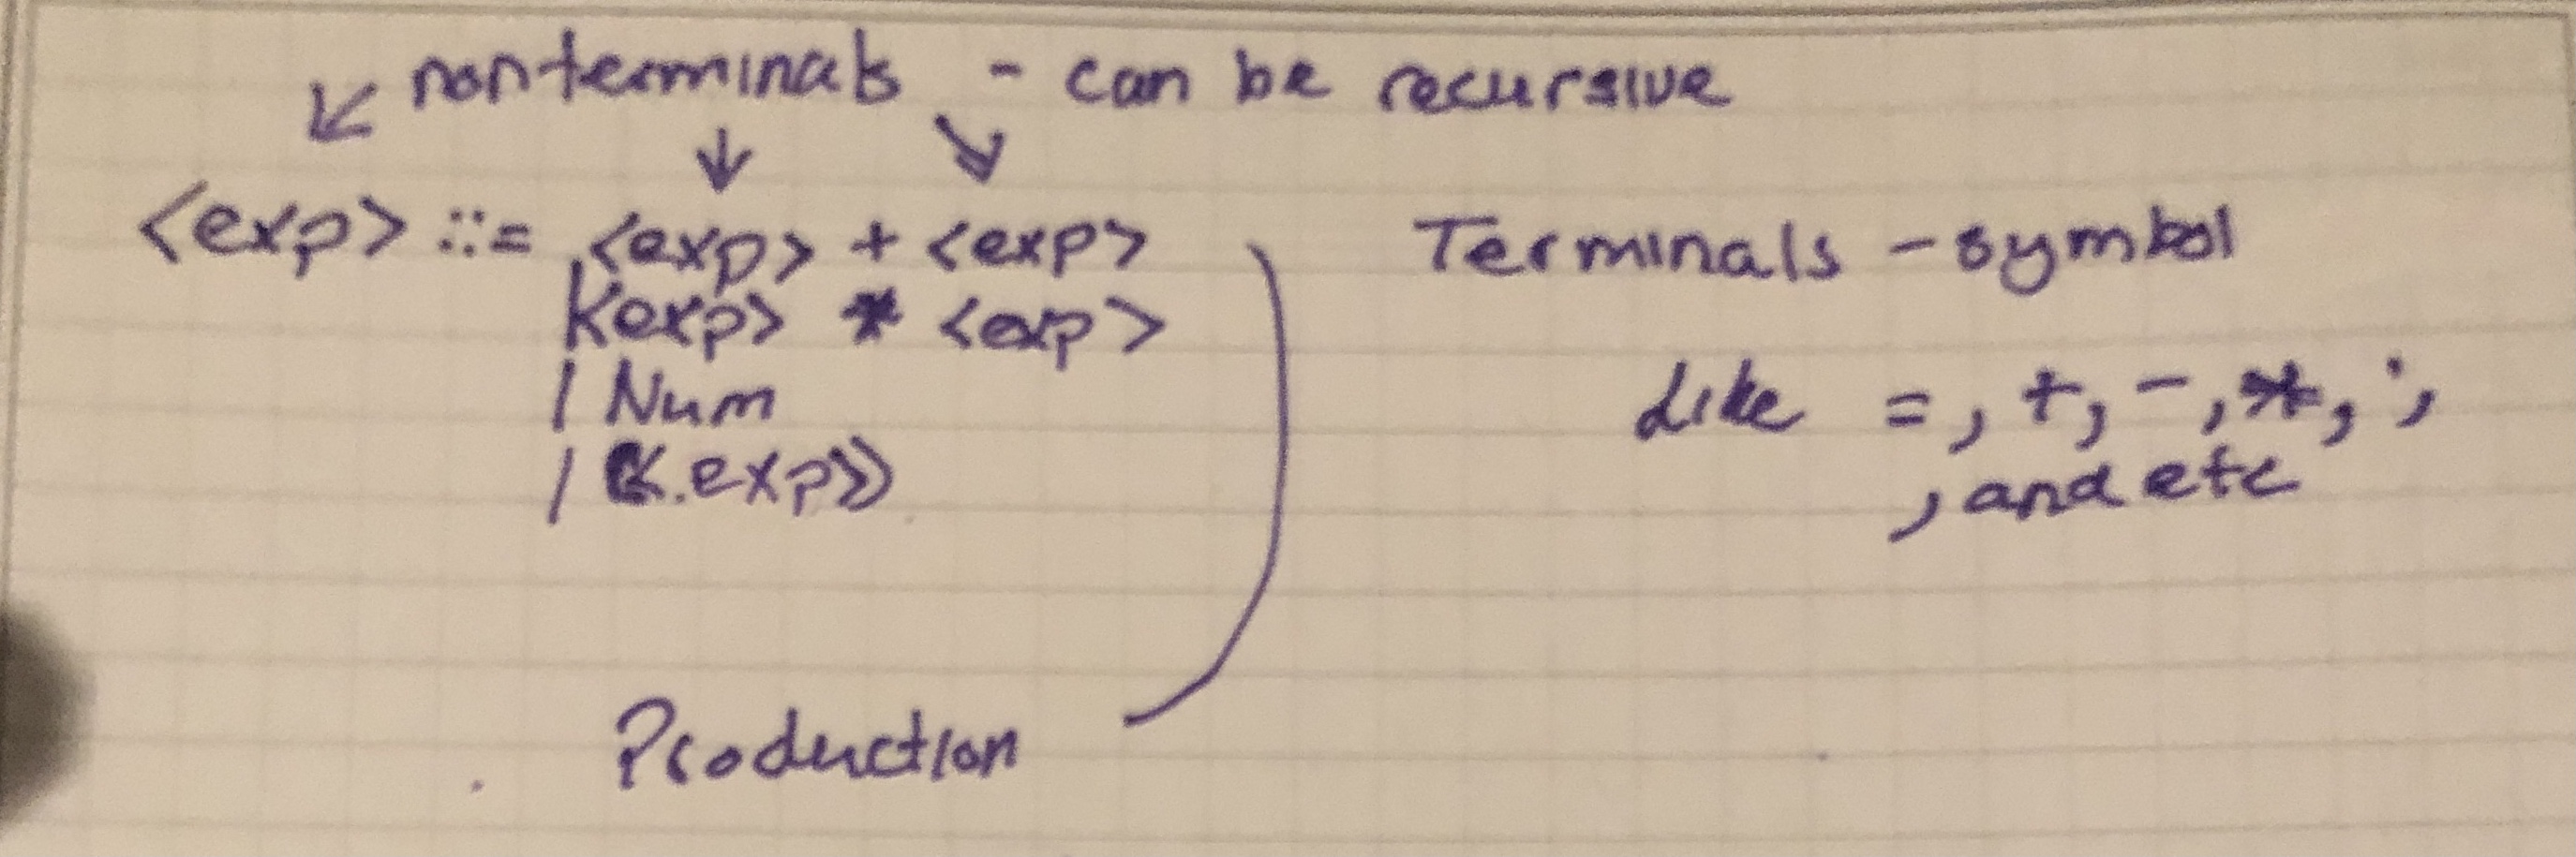 nonterminals - can be recursive
<exp> ::= <exp> + <exp>
|<exp> * <exp>
| Num
| (<exp>)
Production
Terminals - symbol
Like =, +, -, *, ;,
, and etc